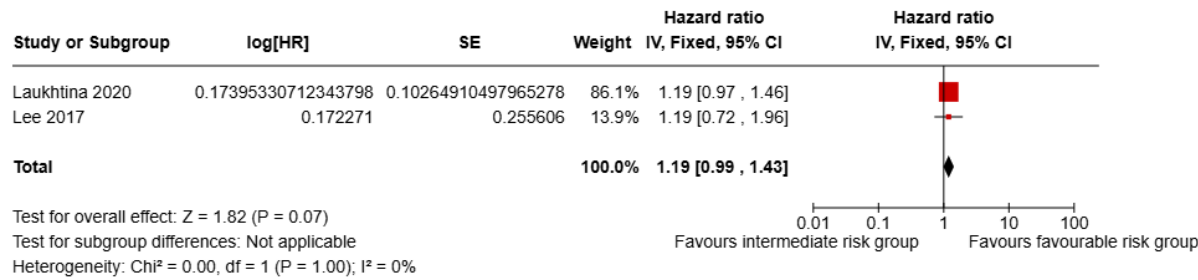 Hazard ratio Hazard ratio
Study or Subgroup log[HR] SE Weight IV, Fixed, 95% CI IV, Fixed, 95% CI
Laukhtina 2020 0.17395330712343798 0.10264910497965278 86.1% 1.19 [0.97 , 1.46]
Lee 2017 0.172271 0.255606 13.9% 1.19 [0.72 , 1.96]
Total 100.0% 1.19 [0.99 , 1.43]
Test for overall effect: Z = 1.82 (P = 0.07)
0.01 0.1 1 10 100
Test for subgroup differences: Not applicable
Favours intermediate risk group Favours favourable risk group
Heterogeneity: Chi² = 0.00, df = 1 (P = 1.00); I² = 0%